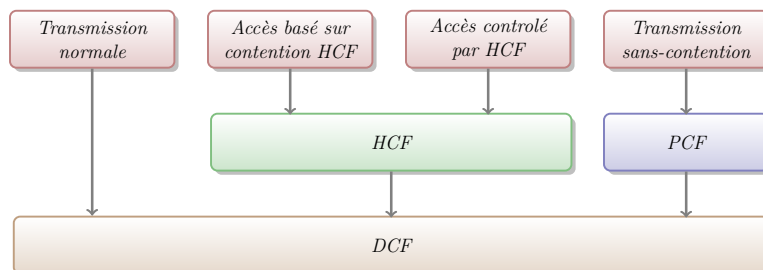 Transmission
normale
Accès basé sur
contention HCF
Accès controlé
par HCF
Transmission
sans-contention
HCF
PCF
DCF